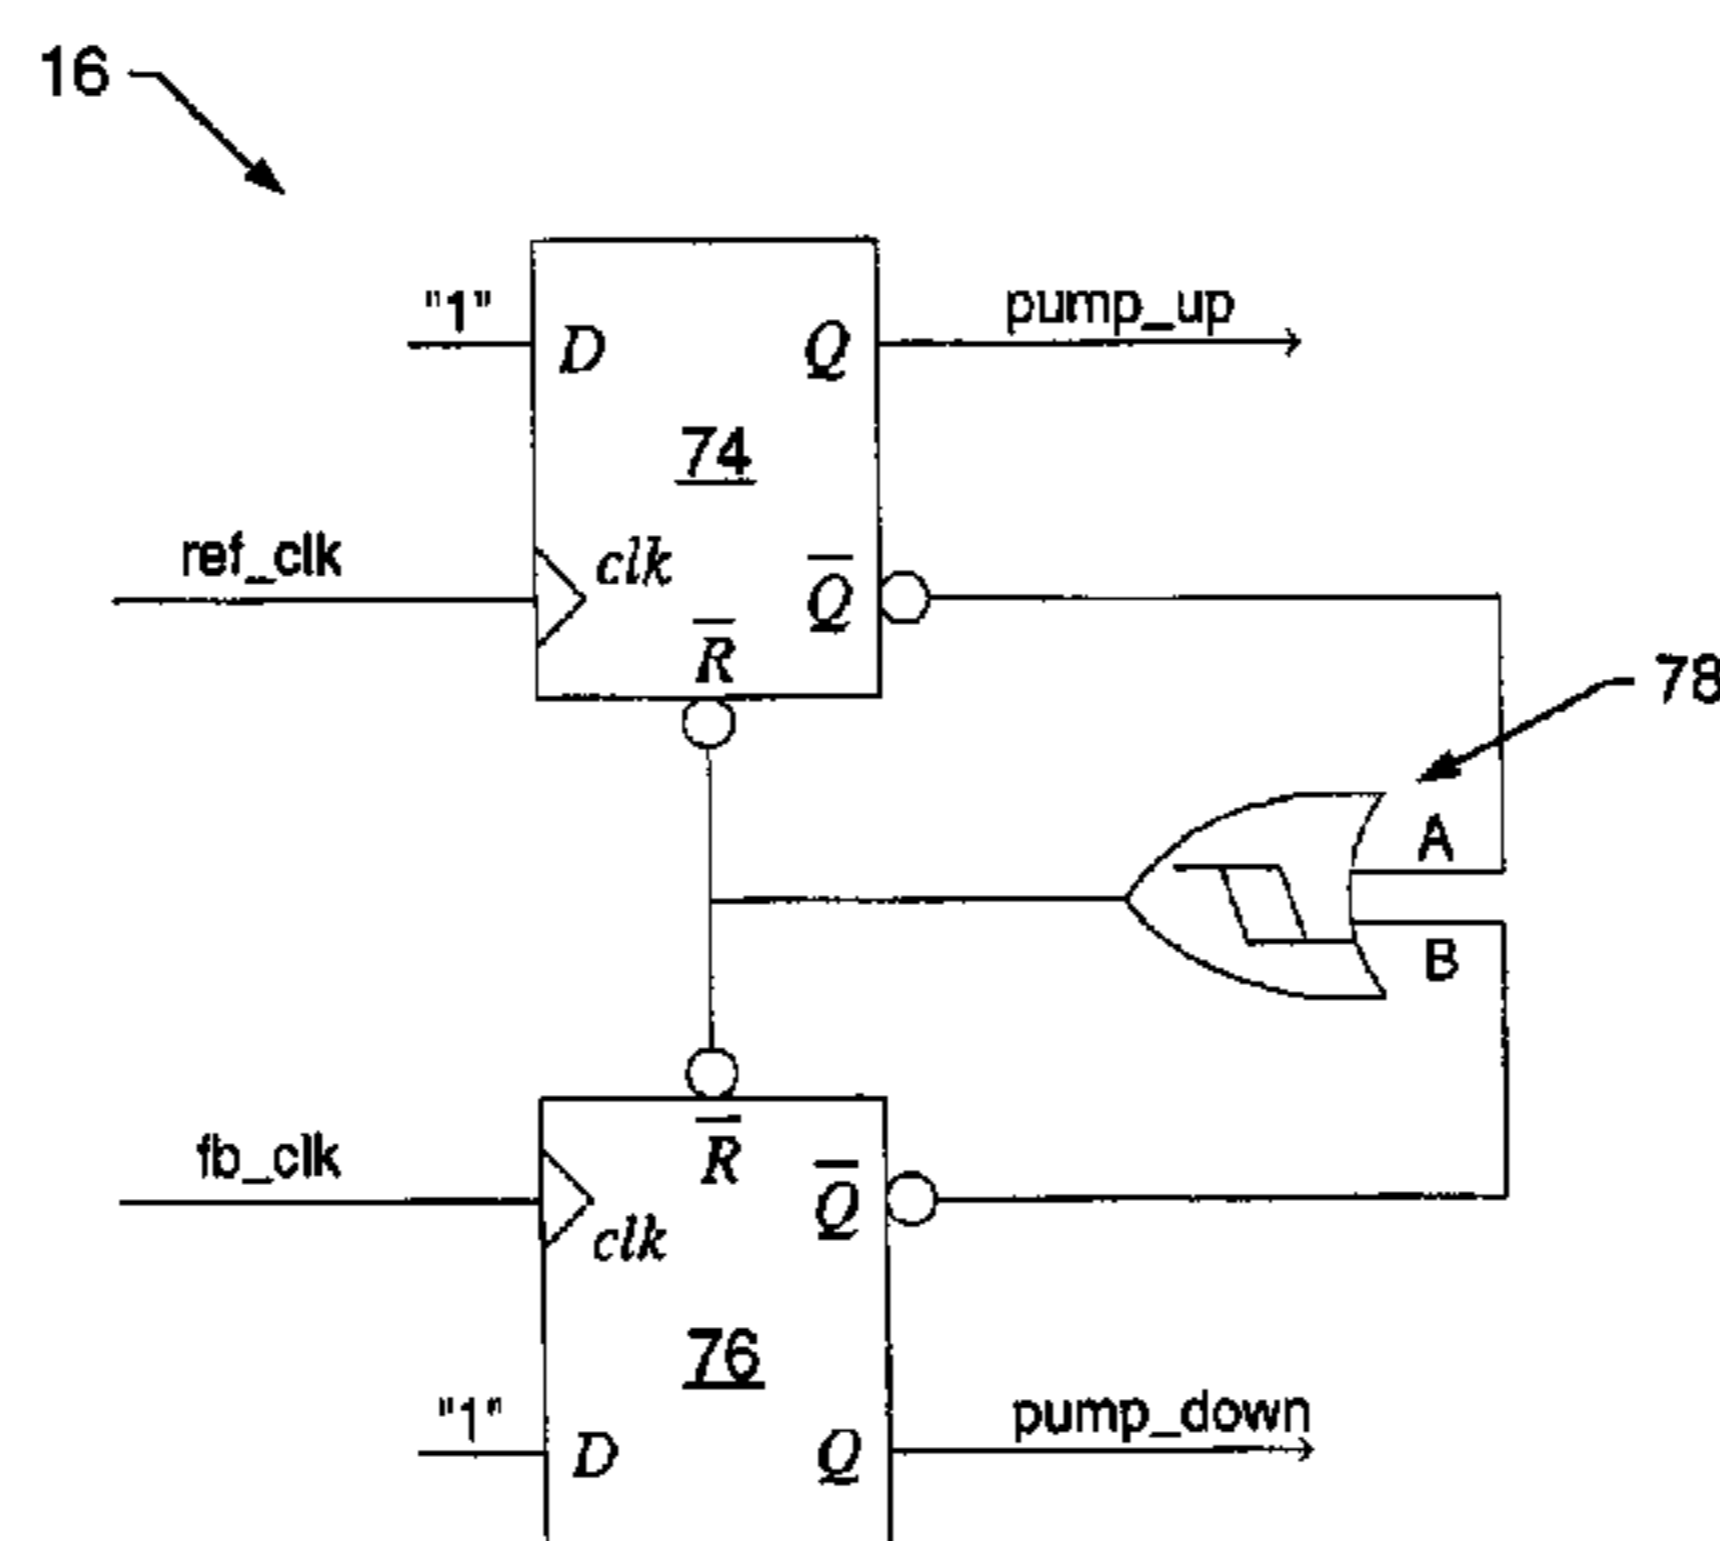 16
"1"
D
Q
pump_up
74
ref_clk
clk
Q̅
R̅
78
A
B
fb_clk
clk
R̅
Q̅
76
"1"
D
Q
pump_down